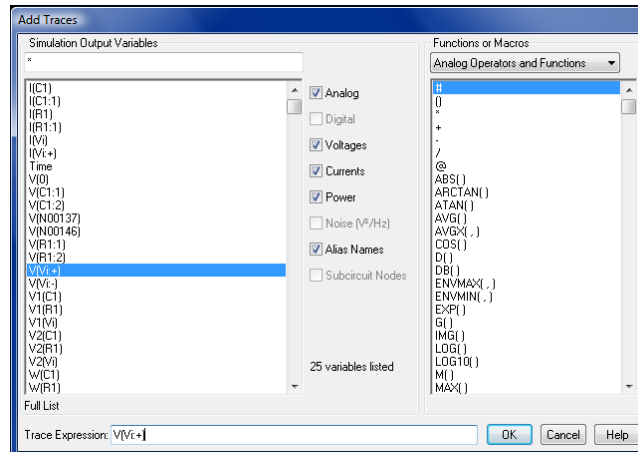 Add Traces
Simulation Output Variables
*
I(C1)
I(C1:1)
I(R1)
I(R1:1)
I(Vi)
I(Vi:+)
Time
V(0)
V(C1:1)
V(C1:2)
V(N00137)
V(N00146)
V(R1:1)
V(R1:2)
V(Vi:+)
V(Vi:-)
V1(C1)
V1(R1)
V1(Vi)
V2(C1)
V2(R1)
V2(Vi)
W(C1)
W(R1)
Full List
Analog
Digital
Voltages
Currents
Power
Noise (V²/Hz)
Alias Names
Subcircuit Nodes
25 variables listed
Functions or Macros
Analog Operators and Functions
#
()
*
+
-
/
@
ABS( )
ARCTAN( )
ATAN( )
AVG( )
AVGX( , )
COS( )
D( )
DB( )
ENVMAX( , )
ENVMIN( , )
EXP( )
G( )
IMG( )
LOG( )
LOG10( )
M( )
MAX( )
Trace Expression: V(Vi:+)
OK
Cancel
Help